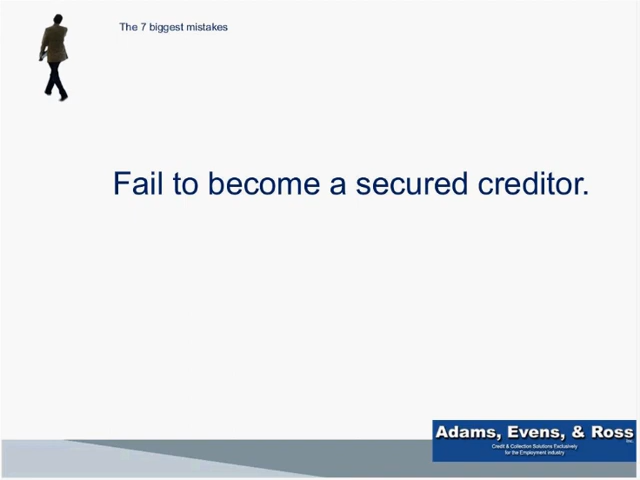 The 7 biggest mistakes
Fail to become a secured creditor.
Adams, Evens, & Ross
Inc.
Credit & Collection Solutions Exclusively
for the Employment Industry